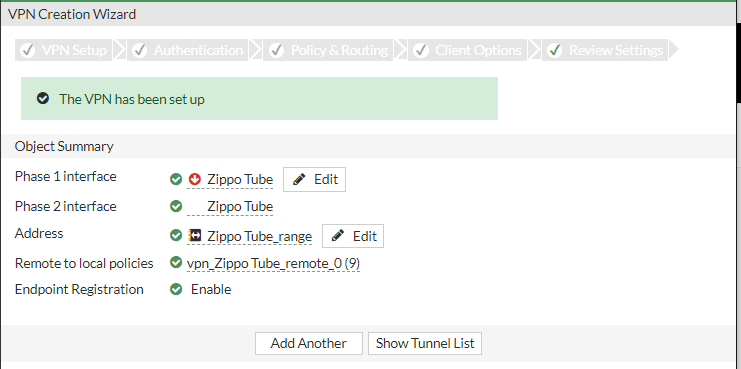 VPN Creation Wizard
VPN Setup Authentication Policy & Routing Client Options Review Settings
The VPN has been set up
Object Summary
Phase 1 interface Zippo Tube Edit
Phase 2 interface Zippo Tube
Address Zippo Tube_range Edit
Remote to local policies vpn_Zippo Tube_remote_0 (9)
Endpoint Registration Enable
Add Another Show Tunnel List